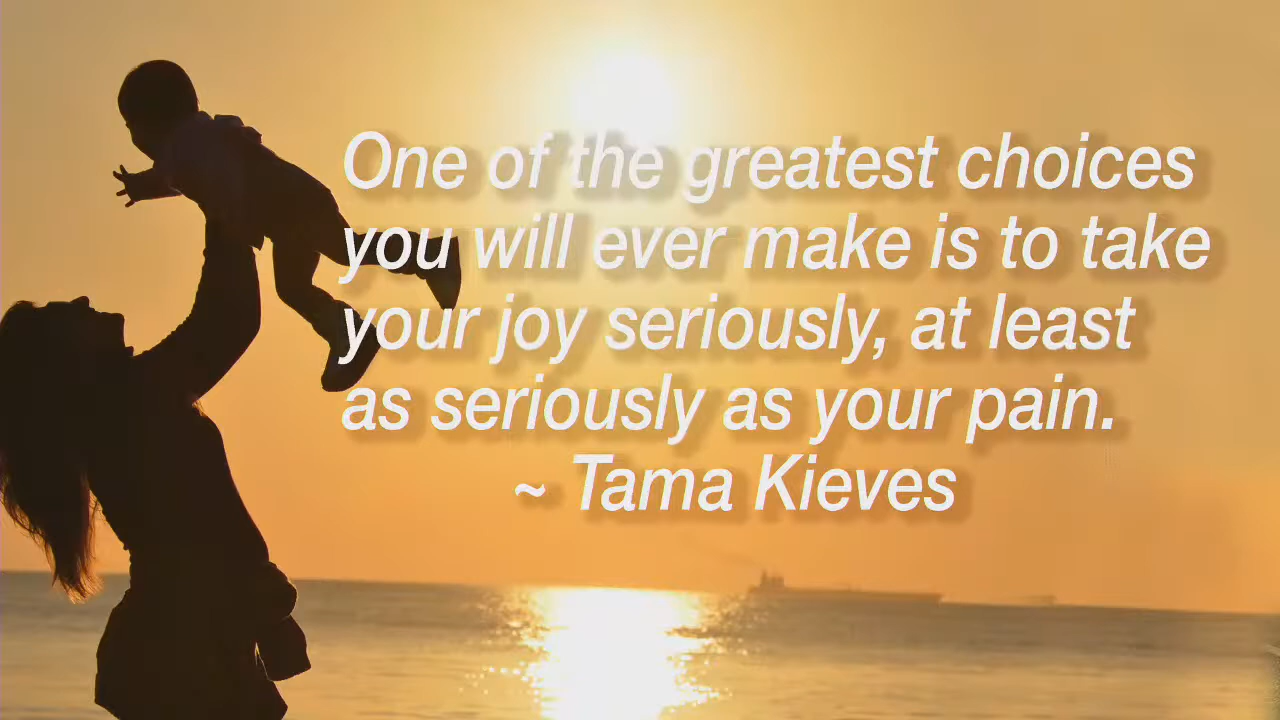 One of the greatest choices
you will ever make is to take
your joy seriously, at least
as seriously as your pain.
~ Tama Kieves